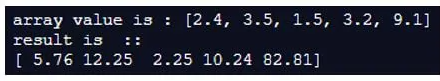 array value is : [2.4, 3.5, 1.5, 3.2, 9.1]
result is  ::
[ 5.76 12.25  2.25 10.24 82.81]